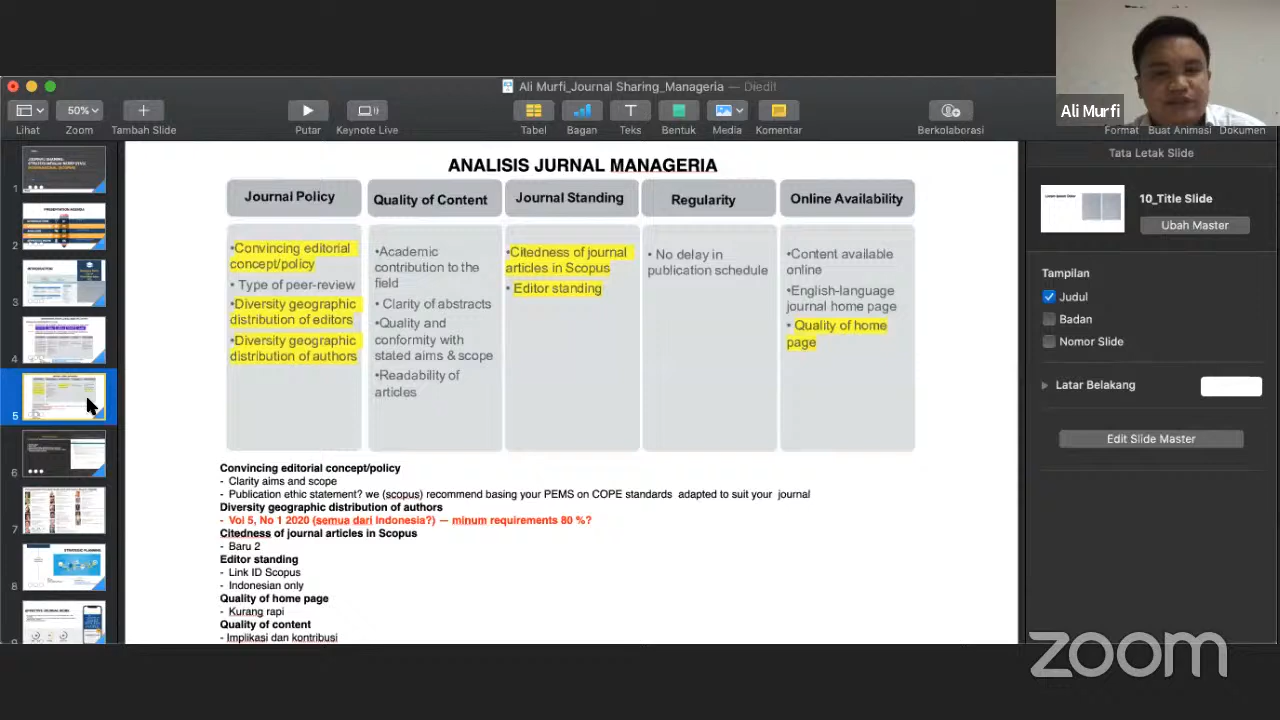 Ali Murfi_Journal Sharing_Manageria — Diedit
50%
Lihat
Zoom
Tambah Slide
Putar
Keynote Live
Tabel
Bagan
Teks
Bentuk
Media
Komentar
Berkolaborasi
Format
Buat Animasi
Dokumen
Ali Murfi
1
2
3
4
5
6
7
8
ANALISIS JURNAL MANAGERIA
Journal Policy
•Convincing editorial
concept/policy
• Type of peer-review
•Diversity geographic
distribution of editors
•Diversity geographic
distribution of authors
Quality of Content
•Academic
contribution to the
field
• Clarity of abstracts
•Quality and
conformity with
stated aims & scope
•Readability of
articles
Journal Standing
•Citedness of journal
articles in Scopus
• Editor standing
Regularity
• No delay in
publication schedule
Online Availability
•Content available
online
•English-language
journal home page
• Quality of home
page
Convincing editorial concept/policy
- Clarity aims and scope
- Publication ethic statement? we (scopus) recommend basing your PEMS on COPE standards adapted to suit your journal
Diversity geographic distribution of authors
- Vol 5, No 1 2020 (semua dari Indonesia?) — minum requirements 80 %?
Citedness of journal articles in Scopus
- Baru 2
Editor standing
- Link ID Scopus
- Indonesian only
Quality of home page
- Kurang rapi
Quality of content
- Implikasi dan kontribusi
Tata Letak Slide
10_Title Slide
Ubah Master
Tampilan
Judul
Badan
Nomor Slide
Latar Belakang
Edit Slide Master
zoom